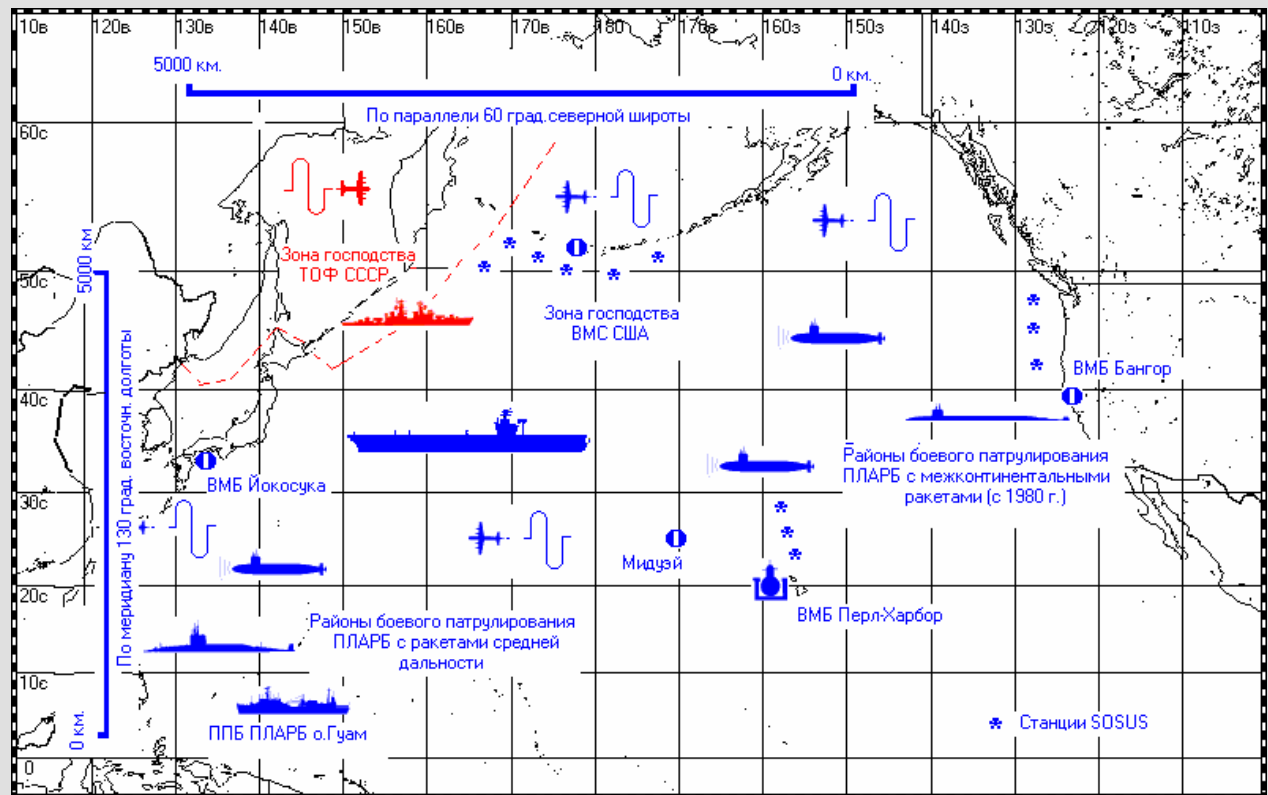 10в 120в 130в 140в 150в 160в 170в 180 170з 160з 150з 140з 130з 120з 110з
5000 км.
0 км.
По параллели 60 град.северной широты
60с
Зона господства
ТОФ СССР
5000 км
50с
Зона господства
ВМС США
ВМБ Бангор
40с
Районы боевого патрулирования
ПЛАРБ с межконтинентальными
ракетами (с 1980 г.)
ВМБ Йокосука
30с
По меридиану 130 град. восточн. долготы
Мидуэй
20с
ВМБ Перл-Харбор
Районы боевого патрулирования
ПЛАРБ с ракетами средней
дальности
10с
0 км.
ППБ ПЛАРБ о.Гуам
Станции SOSUS
0